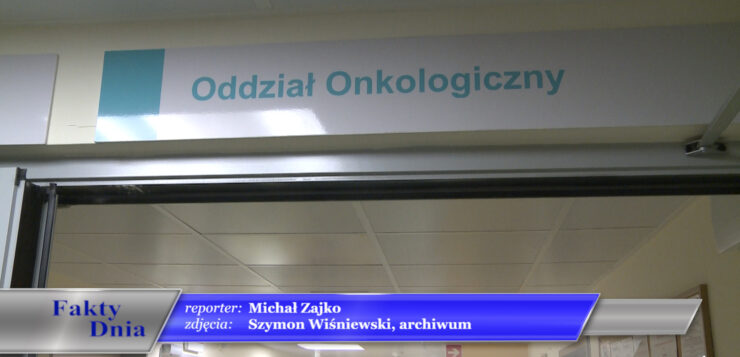 Oddział Onkologiczny
Fakty
Dnia
reporter: Michał Zajko
zdjęcia: Szymon Wiśniewski, archiwum